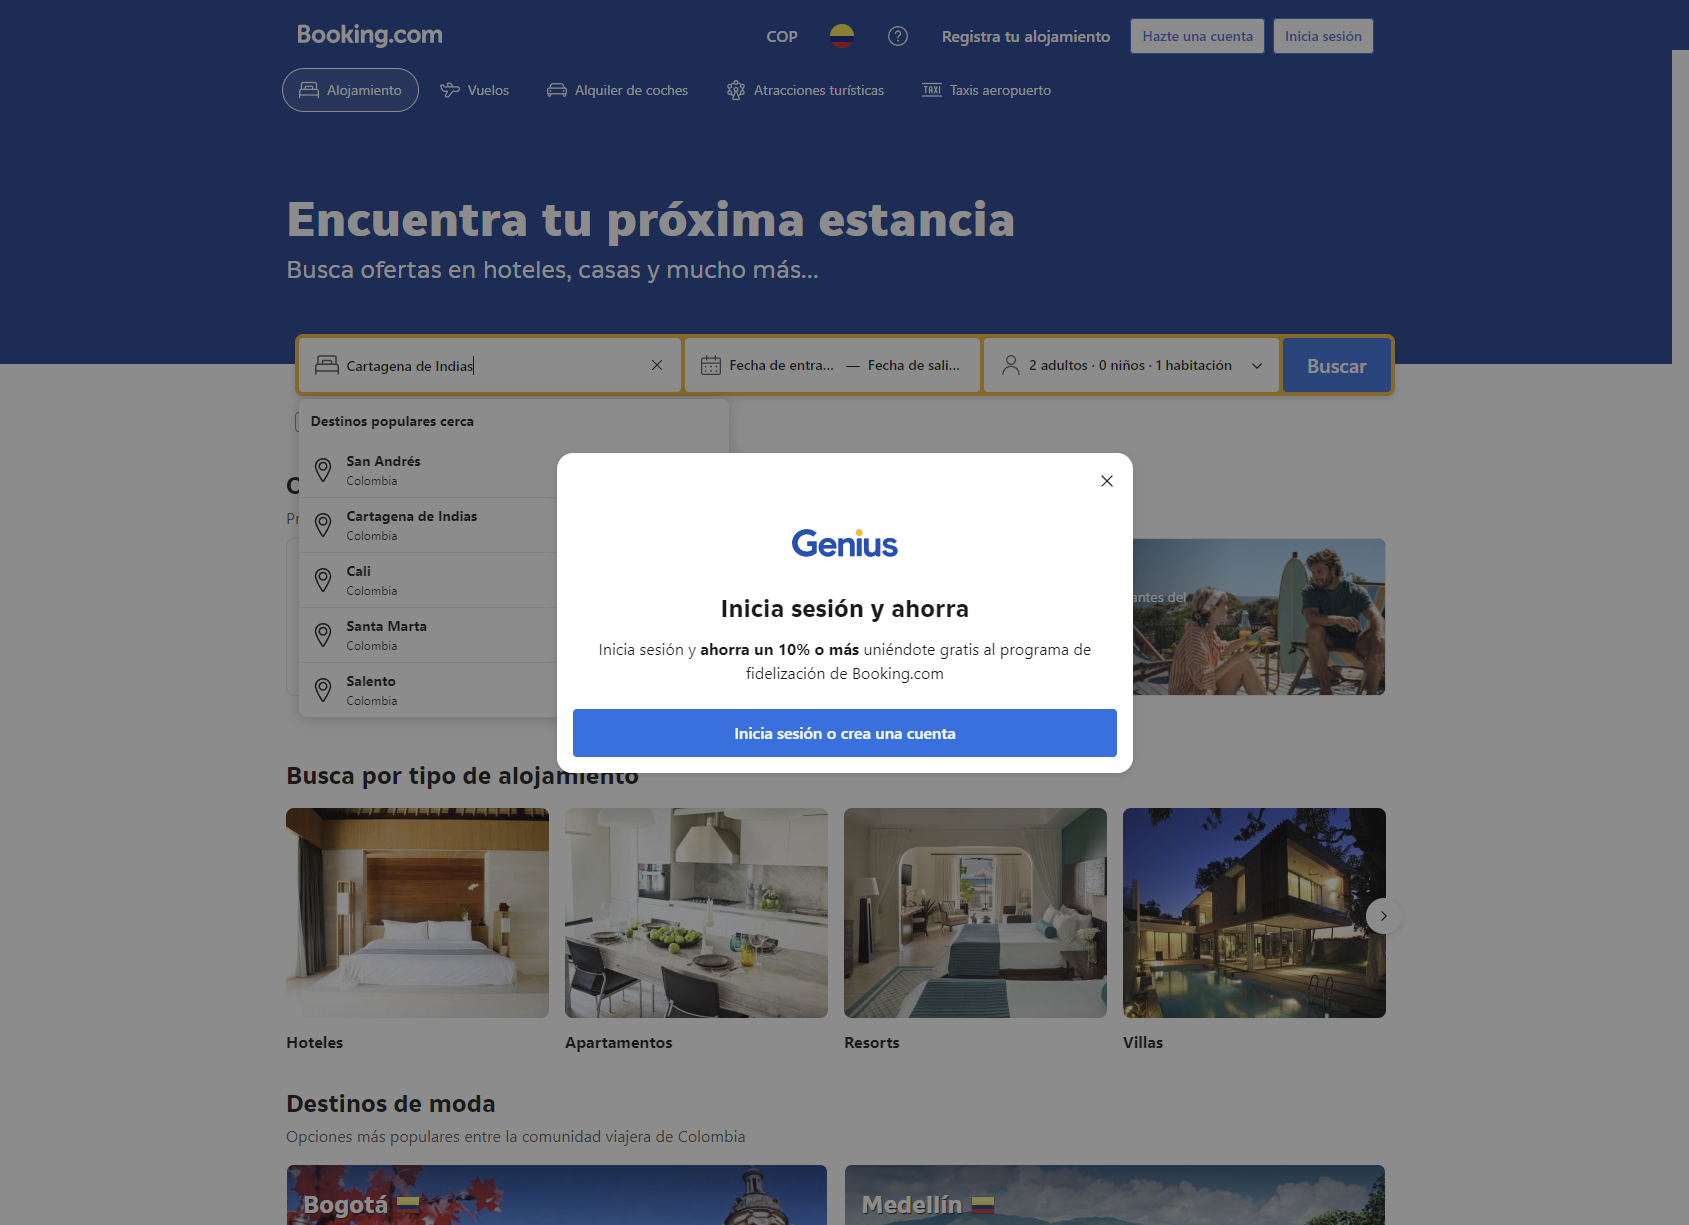 Booking.com
COP
Registra tu alojamiento
Hazte una cuenta
Inicia sesión
Alojamiento
Vuelos
Alquiler de coches
Atracciones turísticas
TAXI
Taxis aeropuerto
Encuentra tu próxima estancia
Busca ofertas en hoteles, casas y mucho más...
Cartagena de Indias
Fecha de entra... — Fecha de sali...
2 adultos · 0 niños · 1 habitación
Buscar
Destinos populares cerca
San Andrés
Colombia
Cartagena de Indias
Colombia
Cali
Colombia
Santa Marta
Colombia
Salento
Colombia
antes del
Genius
Inicia sesión y ahorra
Inicia sesión y ahorra un 10% o más uniéndote gratis al programa de
fidelización de Booking.com
Inicia sesión o crea una cuenta
Busca por tipo de alojamiento
Hoteles
Apartamentos
Resorts
Villas
Destinos de moda
Opciones más populares entre la comunidad viajera de Colombia
Bogotá
Medellín